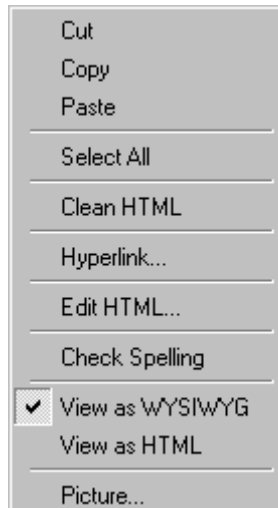 Cut
Copy
Paste
Select All
Clean HTML
Hyperlink...
Edit HTML...
Check Spelling
View as WYSIWYG
View as HTML
Picture...